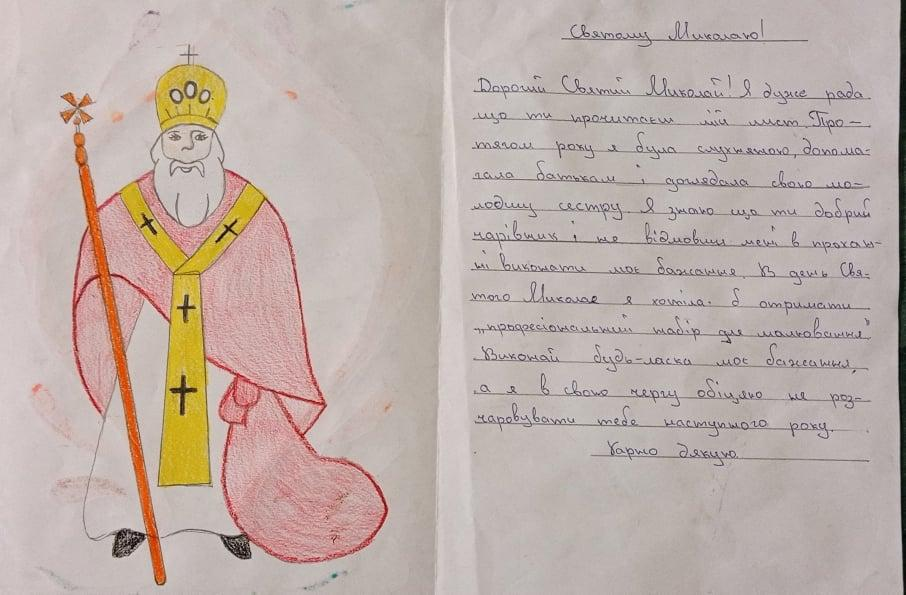 Святому Миколаю!
Дорогий Святий Миколай! Я дуже рада
що ти прочитаєш мій лист. Про-
тягом року я була слухняною, допома-
гала батькам і доглядала свою мо-
лодшу сестру. Я знаю що ти добрий
чарівник і не відмовиш мені в прохан-
ні виконати моє бажання. В день Свя-
того Миколая я хотіла б отримати
„професіональний набір для малювання"
Виконай будь-ласка моє бажання,
а я в свою чергу обіцяю не роз-
чаровувати тебе наступного року.
Гарно дякую.